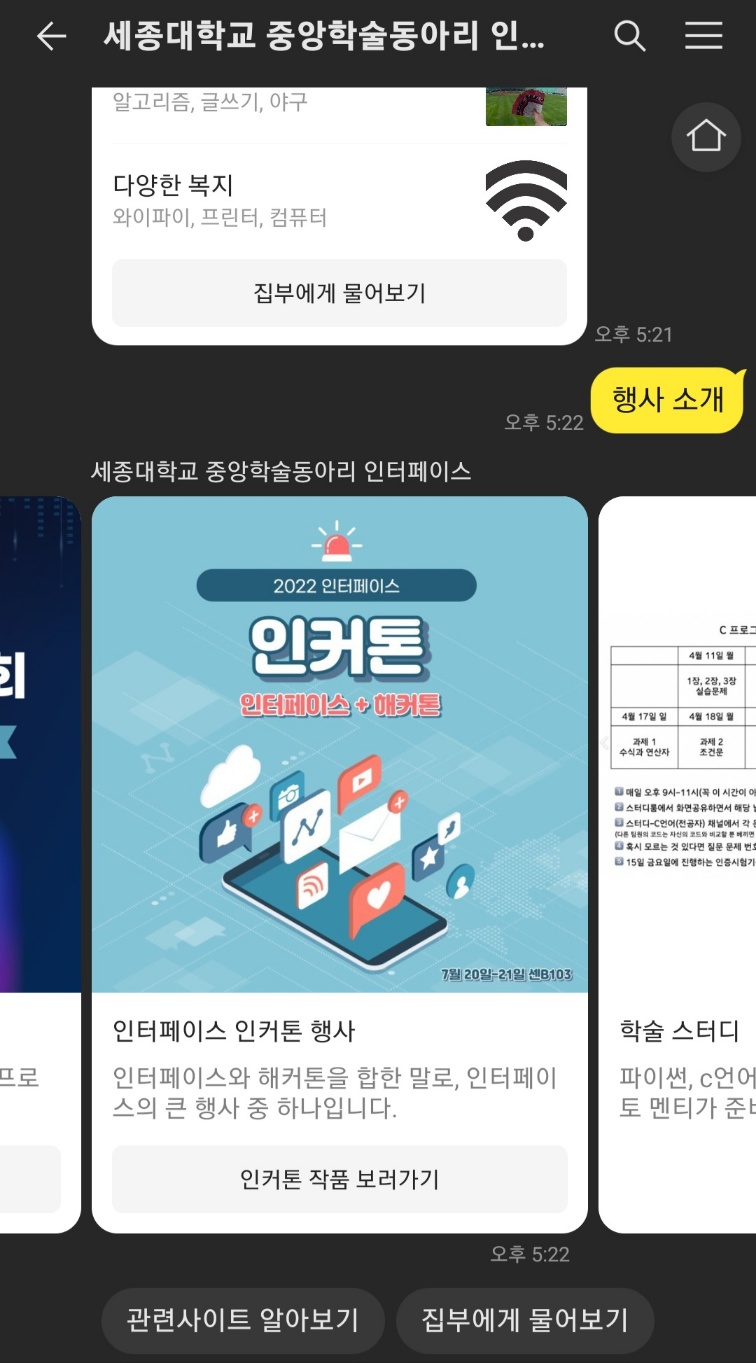 세종대학교 중앙학술동아리 인...
알고리즘, 글쓰기, 야구
다양한 복지
와이파이, 프린터, 컴퓨터
집부에게 물어보기
오후 5:21
행사 소개
오후 5:22
세종대학교 중앙학술동아리 인터페이스
회
프로
2022 인터페이스
인커톤
인터페이스 + 해커톤
7월 20일-21일 센B103
인터페이스 인커톤 행사
인터페이스와 해커톤을 합한 말로, 인터페이
스의 큰 행사 중 하나입니다.
인커톤 작품 보러가기
C 프로그
4월 11일 월
1장, 2장, 3장
실습문제
4월 17일 일 4월 18일 월
과제 1
수식과 연산자
과제 2
조건문
1 매일 오후 9시-11시(꼭 이 시간이 아
2 스터디룸에서 화면공유하면서 해당
3 스터디-C언어(전공자) 채널에서 각
(다른 팀원의 코드는 자신의 코드와 비교할 뿐 베끼면
4 혹시 모르는 것 있다면 질문 문제 번호
5 15일 금요일에 진행하는 인증시험기
학술 스터디
파이썬, c언어
토 멘티가 준비
오후 5:22
관련사이트 알아보기
집부에게 물어보기